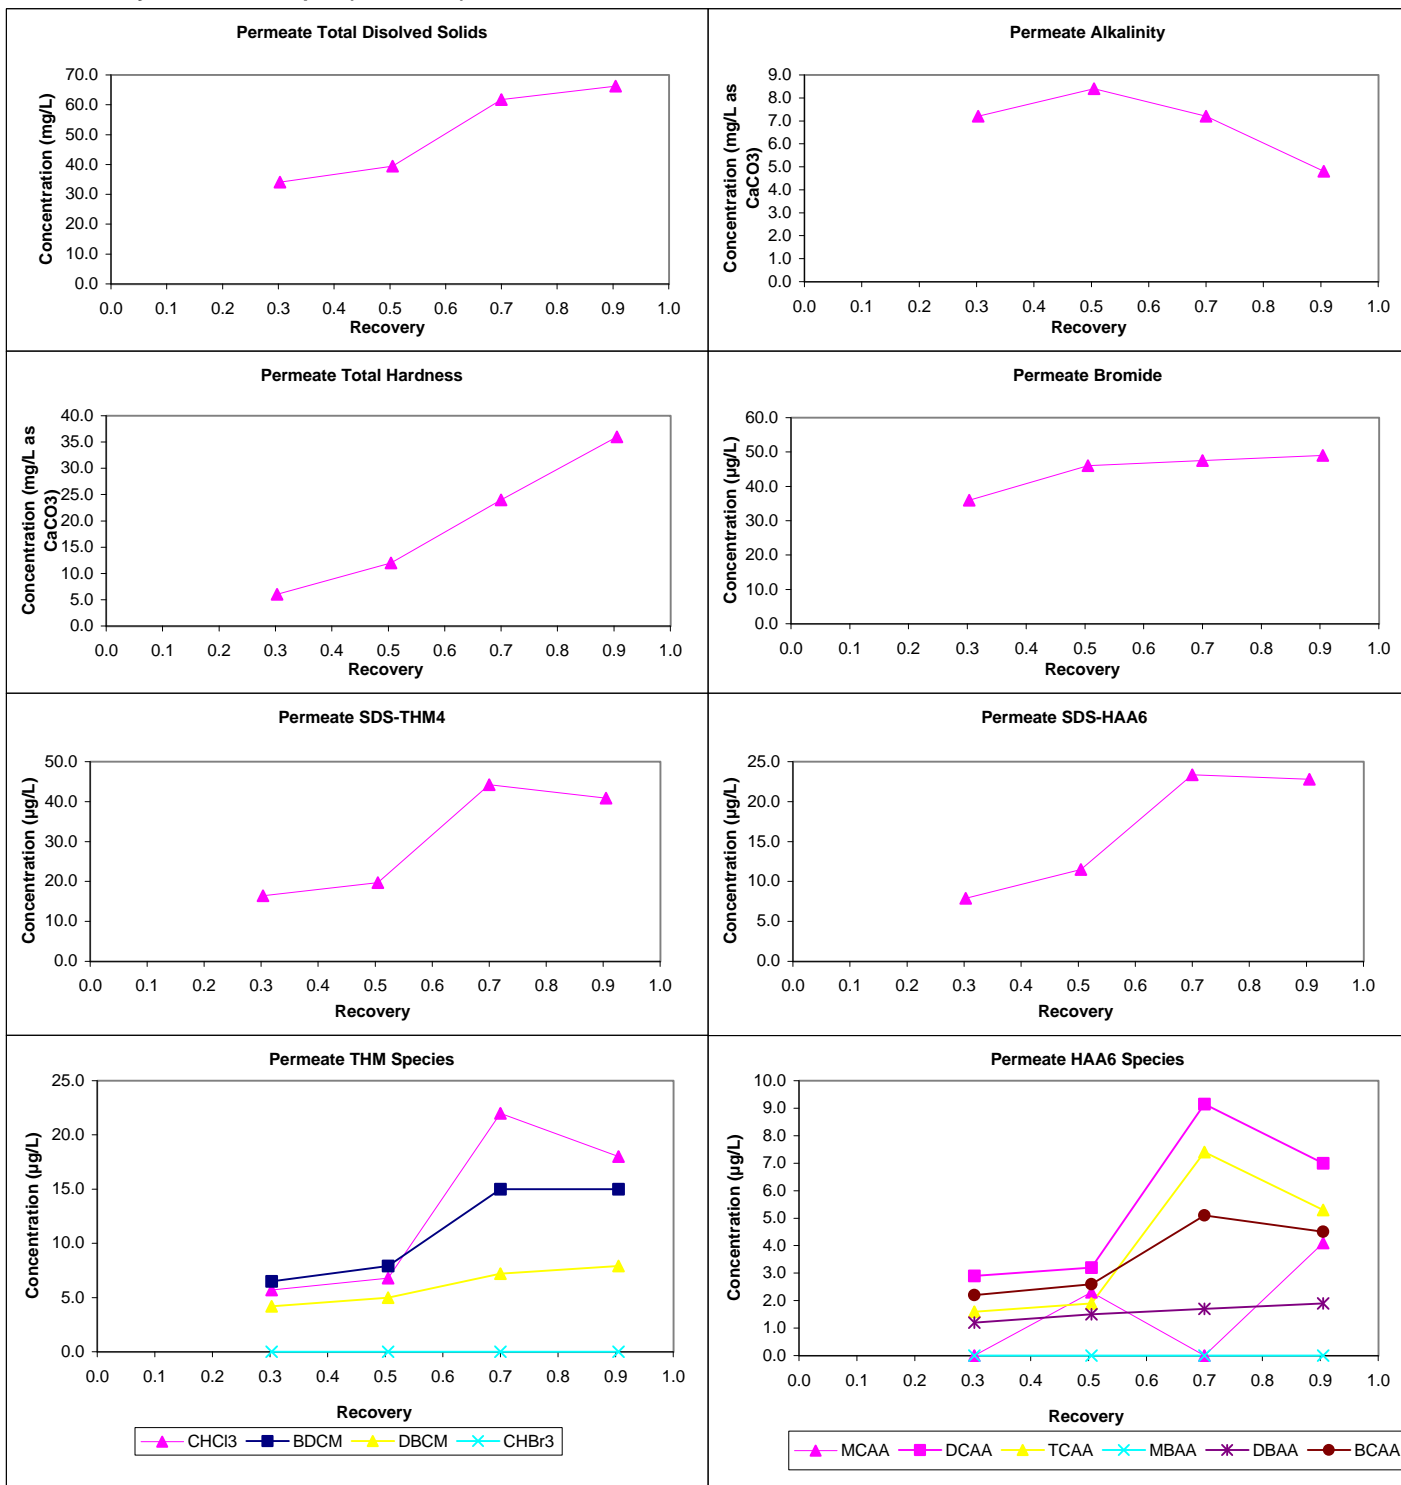 Permeate Total Disolved Solids
Concentration (mg/L)
70.0
60.0
50.0
40.0
30.0
20.0
10.0
0.0
0.0 0.1 0.2 0.3 0.4 0.5 0.6 0.7 0.8 0.9 1.0
Recovery
Permeate Alkalinity
Concentration (mg/L as
CaCO3)
9.0
8.0
7.0
6.0
5.0
4.0
3.0
2.0
1.0
0.0
0.0 0.1 0.2 0.3 0.4 0.5 0.6 0.7 0.8 0.9 1.0
Recovery
Permeate Total Hardness
Concentration (mg/L as
CaCO3)
40.0
35.0
30.0
25.0
20.0
15.0
10.0
5.0
0.0
0.0 0.1 0.2 0.3 0.4 0.5 0.6 0.7 0.8 0.9 1.0
Recovery
Permeate Bromide
Concentration (µg/L)
60.0
50.0
40.0
30.0
20.0
10.0
0.0
0.0 0.1 0.2 0.3 0.4 0.5 0.6 0.7 0.8 0.9 1.0
Recovery
Permeate SDS-THM4
Concentration (µg/L)
50.0
40.0
30.0
20.0
10.0
0.0
0.0 0.1 0.2 0.3 0.4 0.5 0.6 0.7 0.8 0.9 1.0
Recovery
Permeate SDS-HAA6
Concentration (µg/L)
25.0
20.0
15.0
10.0
5.0
0.0
0.0 0.1 0.2 0.3 0.4 0.5 0.6 0.7 0.8 0.9 1.0
Recovery
Permeate THM Species
Concentration (µg/L)
25.0
20.0
15.0
10.0
5.0
0.0
0.0 0.1 0.2 0.3 0.4 0.5 0.6 0.7 0.8 0.9 1.0
Recovery
CHCl3 BDCM DBCM CHBr3
Permeate HAA6 Species
Concentration (µg/L)
10.0
9.0
8.0
7.0
6.0
5.0
4.0
3.0
2.0
1.0
0.0
0.0 0.1 0.2 0.3 0.4 0.5 0.6 0.7 0.8 0.9 1.0
Recovery
MCAA DCAA TCAA MBAA DBAA BCAA